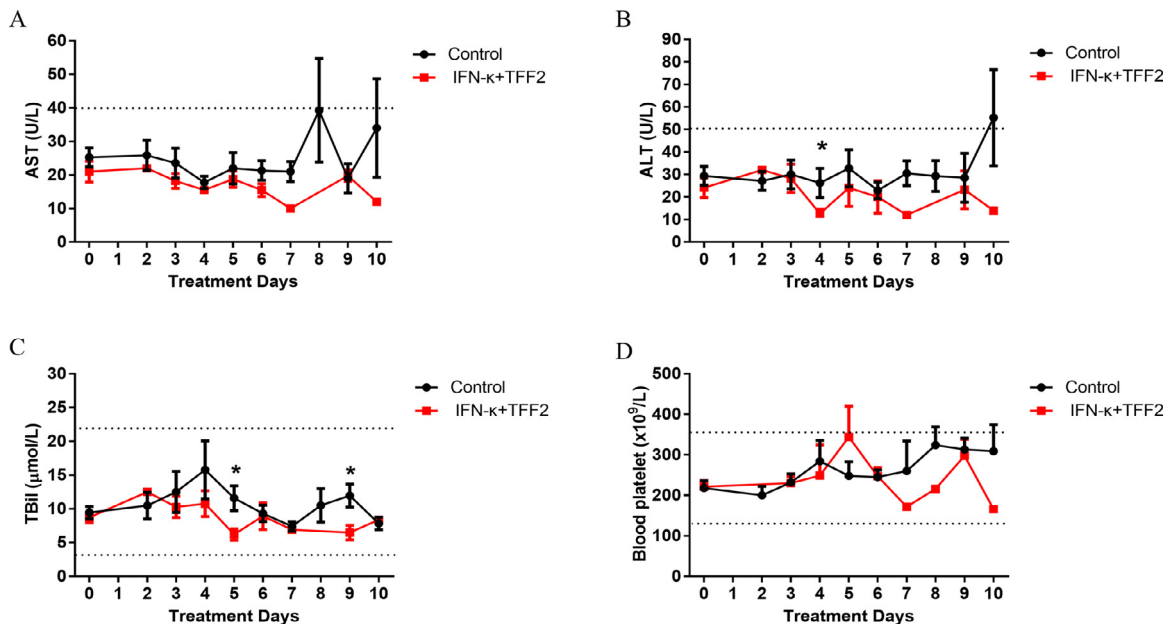 A
AST (U/L)
60
50
40
30
20
10
0
0 1 2 3 4 5 6 7 8 9 10
Treatment Days
Control
IFN-κ+TFF2
B
ALT (U/L)
90
80
70
60
50
40
30
20
10
0
*
0 1 2 3 4 5 6 7 8 9 10
Treatment Days
Control
IFN-κ+TFF2
C
TBil (μmol/L)
30
25
20
15
10
5
0
* *
0 1 2 3 4 5 6 7 8 9 10
Treatment Days
Control
IFN-κ+TFF2
D
Blood platelet (x10⁹/L)
500
400
300
200
100
0
0 1 2 3 4 5 6 7 8 9 10
Treatment Days
Control
IFN-κ+TFF2